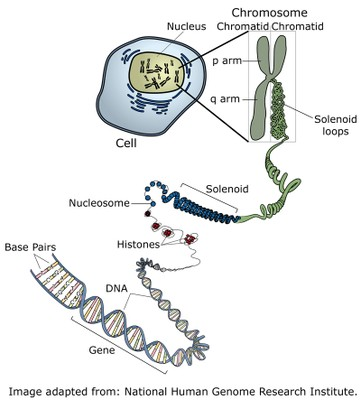 Chromosome
Nucleus
Chromatid Chromatid
p arm
q arm
Solenoid
loops
Cell
Solenoid
Nucleosome
Histones
Base Pairs
DNA
Gene
Image adapted from: National Human Genome Research Institute.